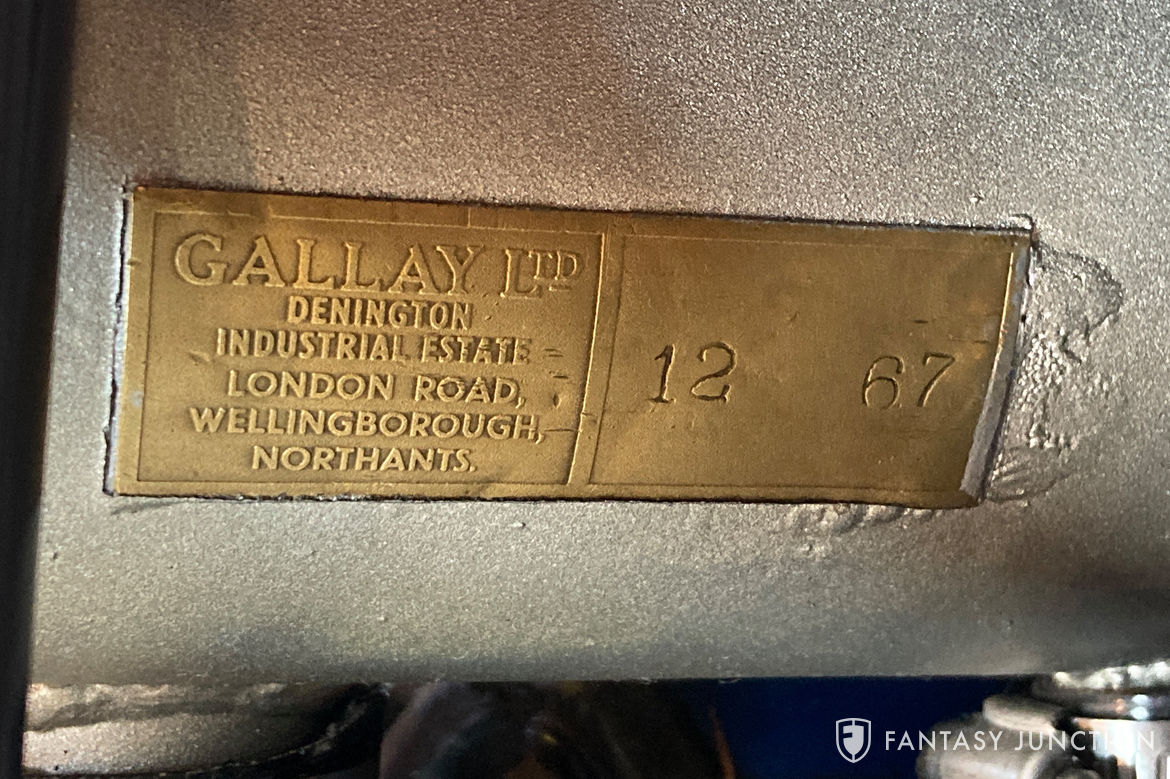 GALLAY LTD
DENINGTON
INDUSTRIAL ESTATE
LONDON ROAD,
WELLINGBOROUGH,
NORTHANTS.
12 67
FANTASY JUNCTION